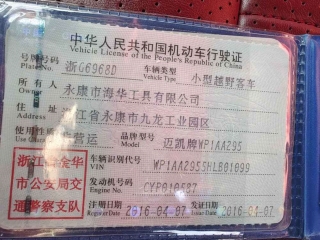 中华人民共和国机动车行驶证
Vehicle License of the People's Republic of China
号牌号码 浙G6968D 车辆类型 小型越野客车
Plate No. Vehicle Type
所有人 永康市海华工具有限公司
Owner
住址 浙江省永康市九龙工业园区
Address
使用性质 非营运 品牌型号 迈凯牌WP1AA295
Use Model
浙江省金华市公安局交通警察支队
车辆识别代号
VIN
发动机号码
Engine No.
注册日期 2016-04-07 发证日期 2016-04-07
Register Date Issue Date